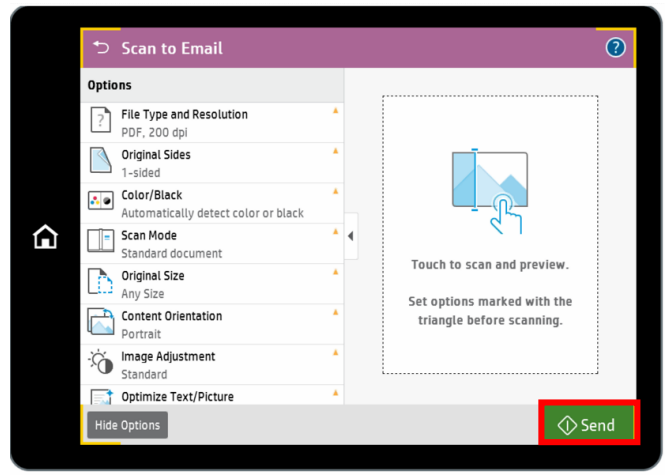 Scan to Email
?
Options
?
File Type and Resolution
PDF, 200 dpi
Original Sides
1-sided
Color/Black
Automatically detect color or black
Scan Mode
Standard document
Original Size
Any Size
Content Orientation
Portrait
Image Adjustment
Standard
Optimize Text/Picture
Touch to scan and preview.
Set options marked with the
triangle before scanning.
Hide Options
Send